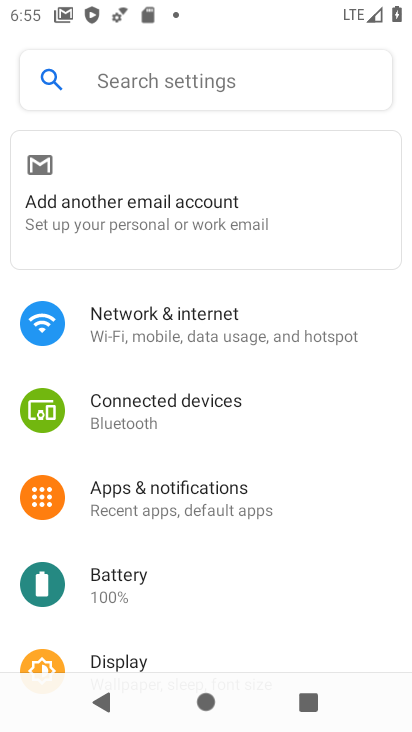 6:55
LTE
Search settings
Add another email account
Set up your personal or work email
Network & internet
Wi-Fi, mobile, data usage, and hotspot
Connected devices
Bluetooth
Apps & notifications
Recent apps, default apps
Battery
100%
Display
Wallpaper, sleep, font size